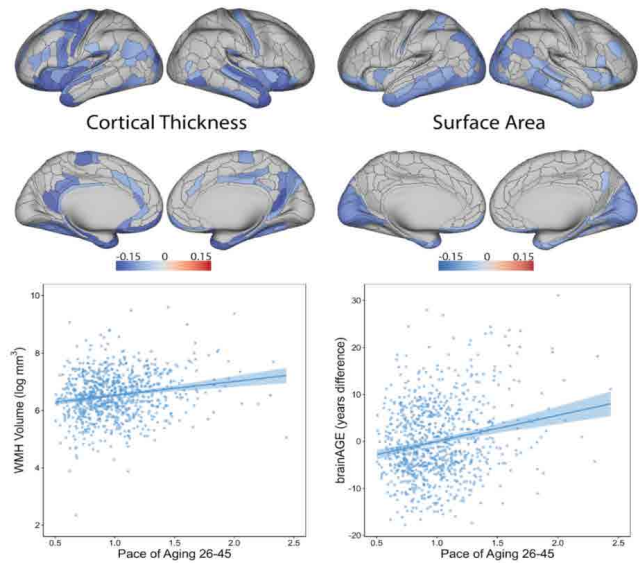 Cortical Thickness
Surface Area
-0.15 0 0.15
-0.15 0 0.15
10
8
6
4
2
WMH Volume (log mm³)
0.5 1.0 1.5 2.0 2.5
Pace of Aging 26-45
30
20
10
0
-10
-20
brainAGE (years difference)
0.5 1.0 1.5 2.0 2.5
Pace of Aging 26-45